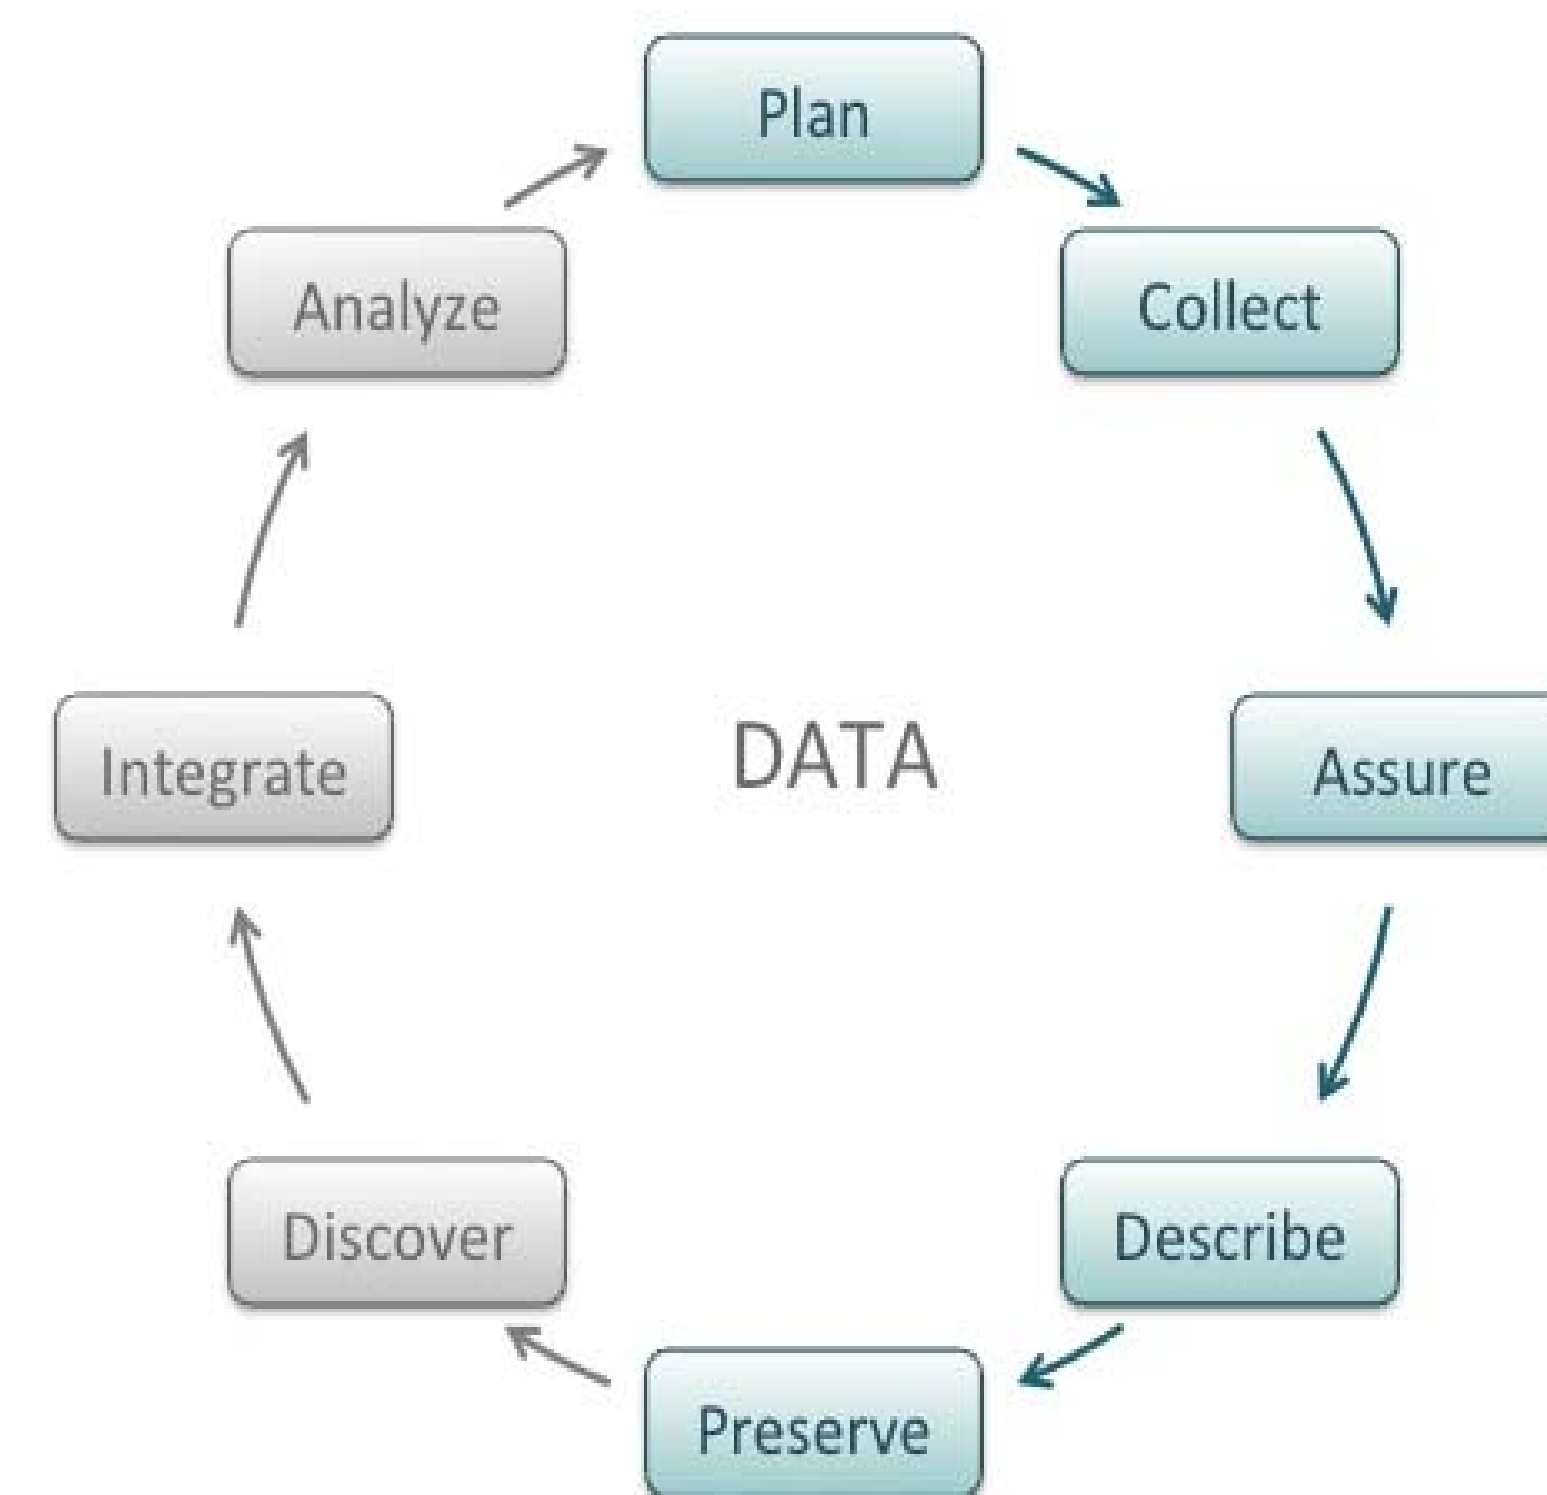 Plan
Collect
Assure
Describe
Preserve
Discover
Integrate
Analyze
DATA